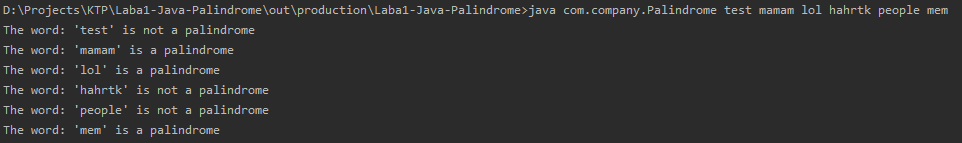 D:\Projects\KTP\Laba1-Java-Palindrome\out\production\Laba1-Java-Palindrome>java com.company.Palindrome test mamam lol hahrtk people mem
The word: 'test' is not a palindrome
The word: 'mamam' is a palindrome
The word: 'lol' is a palindrome
The word: 'hahrtk' is not a palindrome
The word: 'people' is not a palindrome
The word: 'mem' is a palindrome